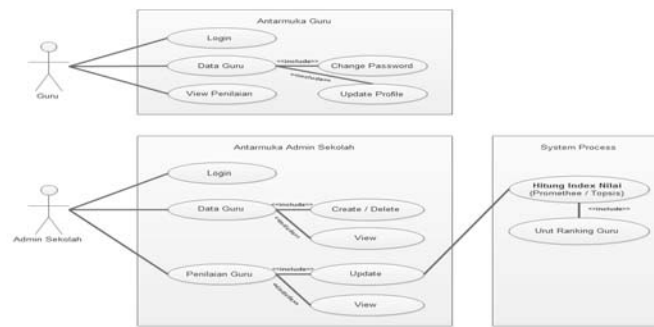 Antarmuka Guru
Login
Data Guru
<<include>>
Change Password
<<include>>
View Penilaian
Update Profile
Guru
Antarmuka Admin Sekolah
Login
Data Guru
<<include>>
Create / Delete
<<include>>
View
Admin Sekolah
Penilaian Guru
<<include>>
Update
<<include>>
View
System Process
Hitung Index Nilai
(Promethee / Topsis)
<<include>>
Urut Ranking Guru